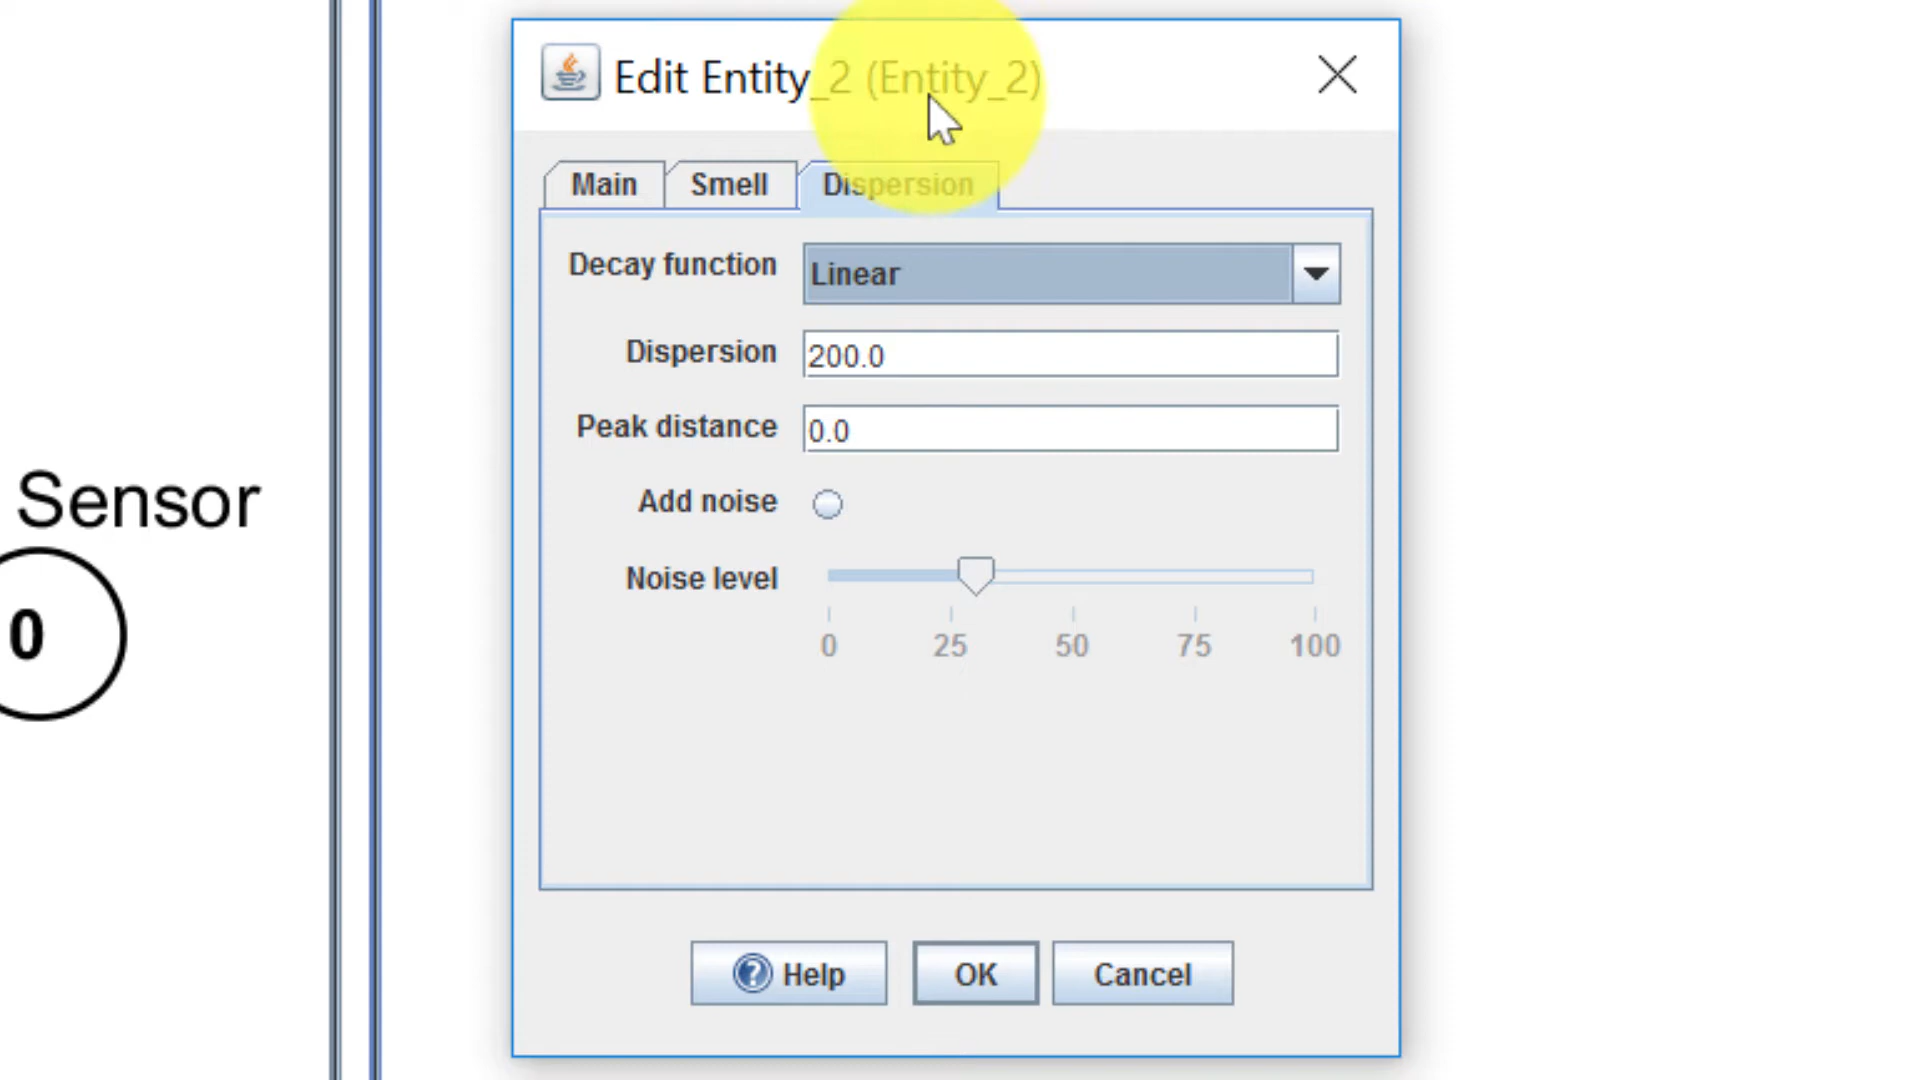 Edit Entity_2 (Entity_2)
Main Smell Dispersion
Decay function Linear
Dispersion 200.0
Peak distance 0.0
Add noise
Noise level
0 25 50 75 100
Sensor
0
Help OK Cancel